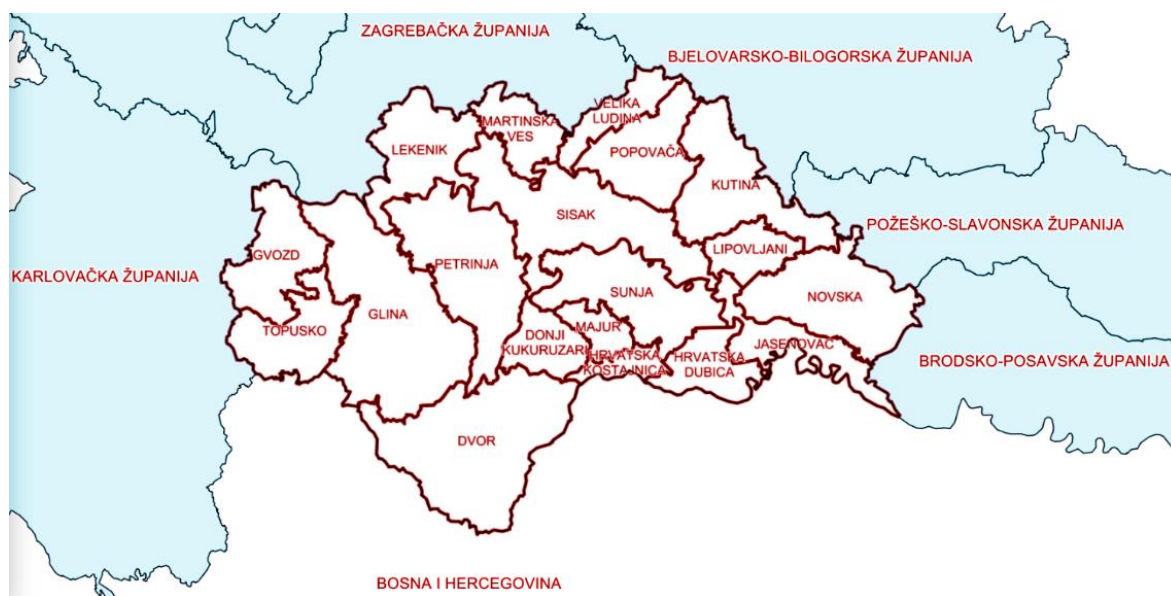 ZAGREBAČKA ŽUPANIJA
BJELOVARSKO-BILOGORSKA ŽUPANIJA
VELIKA
LUDINA
MARTINSKA
VES
LEKENIK
POPOVAČA
KUTINA
SISAK
POŽEŠKO-SLAVONSKA ŽUPANIJA
LIPOVLJANI
GVOZD
PETRINJA
KARLOVAČKA ŽUPANIJA
SUNJA
NOVSKA
GLINA
TOPUSKO
MAJUR
DONJI
KUKURUZARI
JASENOVAC
HRVATSKA
KOSTAJNICA
HRVATSKA
DUBICA
BRODSKO-POSAVSKA ŽUPANIJA
DVOR
BOSNA I HERCEGOVINA